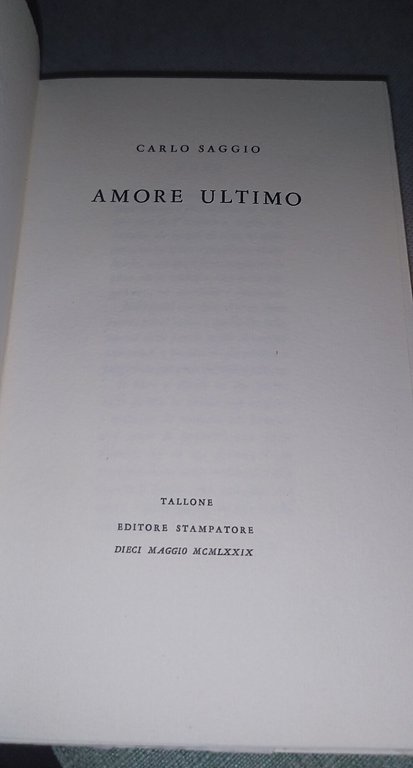 CARLO SAGGIO
AMORE ULTIMO
TALLONE
EDITORE STAMPATORE
DIECI MAGGIO MCMLXXIX